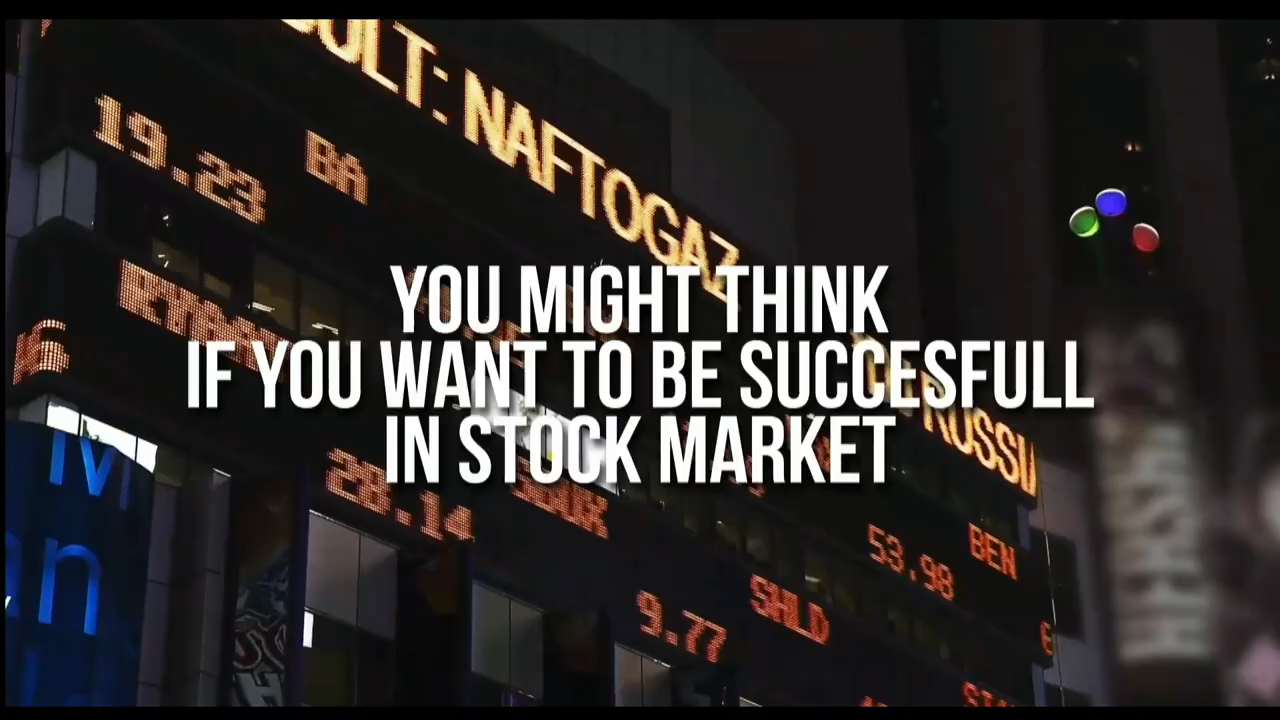 OLT: NAFTOGAZ
19.23 BA
YOU MIGHT THINK
IF YOU WANT TO BE SUCCESFULL
IN STOCK MARKET
28.14
53.98 BEN
9.77 SHLD